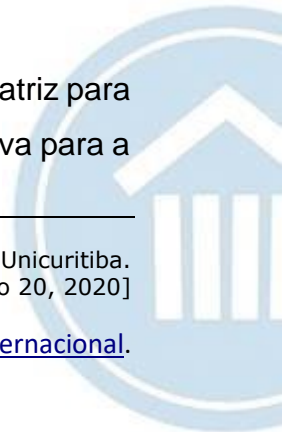 atriz para
va para a
Unicuritiba.
o 20, 2020]
ernacional.